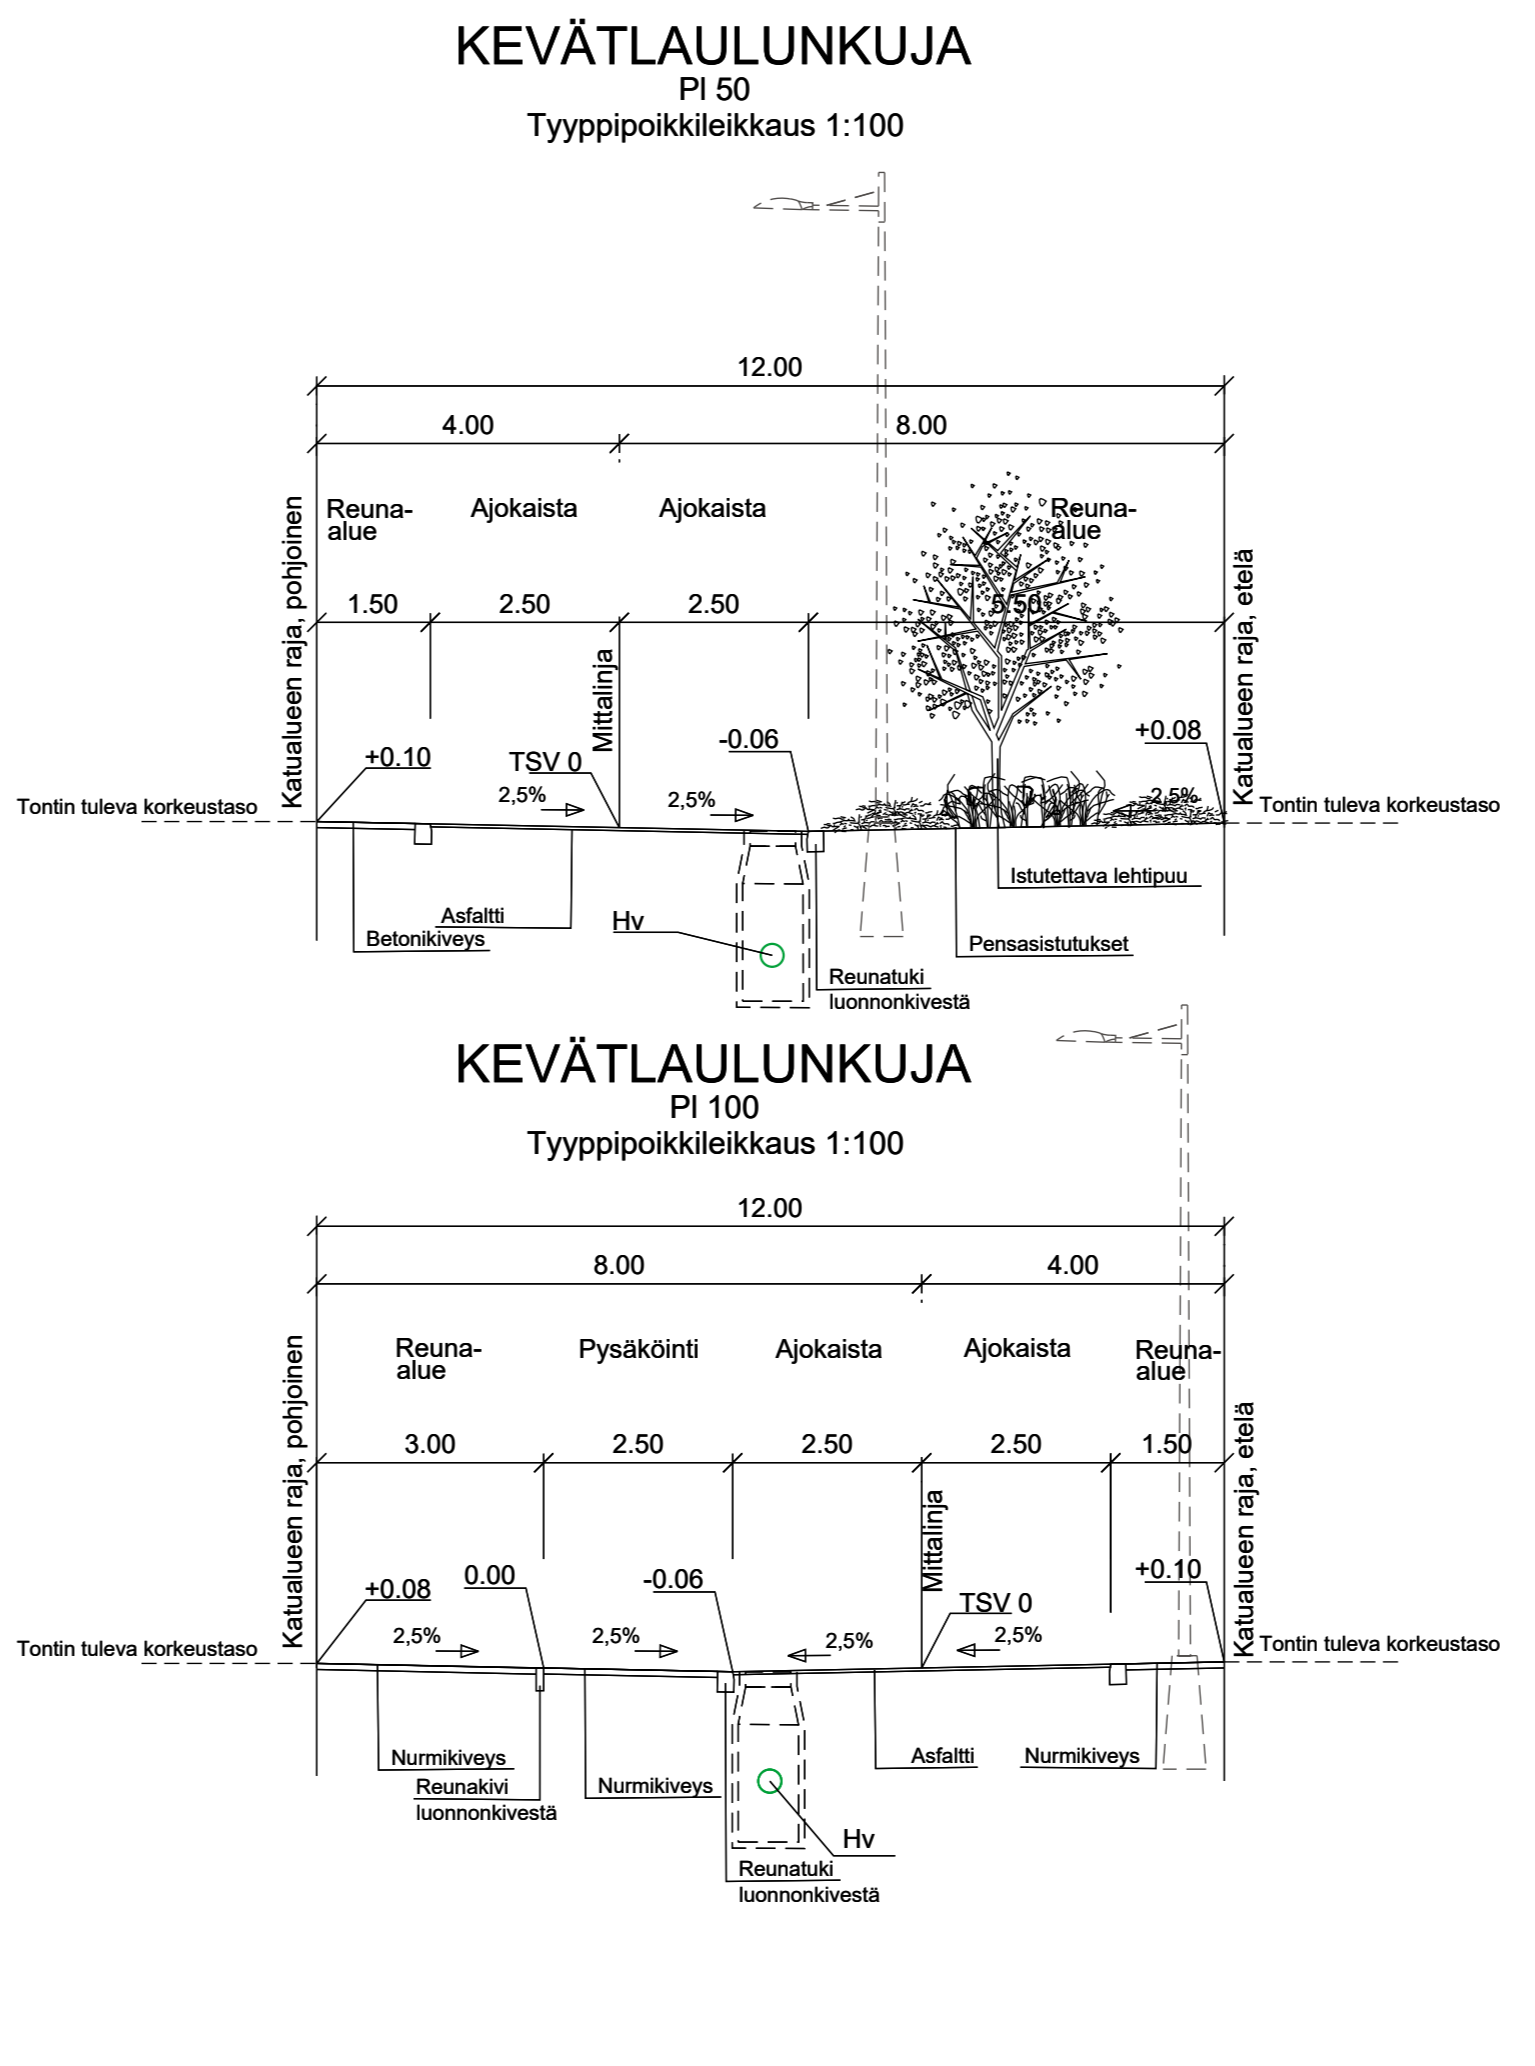 KEVÄTLAULUNKUJA
Pl 50
Tyyppipoikkileikkaus 1:100
12.00
4.00
8.00
Reuna-
alue
Ajokaista
Ajokaista
Reuna-
alue
1.50
2.50
2.50
5.50
Katualueen raja, pohjoinen
Mittalinja
Katualueen raja, etelä
+0.10
TSV 0
-0.06
+0.08
2,5%
2,5%
2,5%
Tontin tuleva korkeustaso
Tontin tuleva korkeustaso
Istutettava lehtipuu
Asfaltti
Betonikiveys
Hv
Pensasistutukset
Reunatuki
luonnonkivestä
KEVÄTLAULUNKUJA
Pl 100
Tyyppipoikkileikkaus 1:100
12.00
8.00
4.00
Reuna-
alue
Pysäköinti
Ajokaista
Ajokaista
Reuna-
alue
3.00
2.50
2.50
2.50
1.50
Katualueen raja, pohjoinen
Mittalinja
Katualueen raja, etelä
+0.08
0.00
-0.06
TSV 0
+0.10
2,5%
2,5%
2,5%
2,5%
Tontin tuleva korkeustaso
Tontin tuleva korkeustaso
Nurmikiveys
Reunakivi
luonnonkivestä
Nurmikiveys
Asfaltti
Nurmikiveys
Hv
Reunatuki
luonnonkivestä